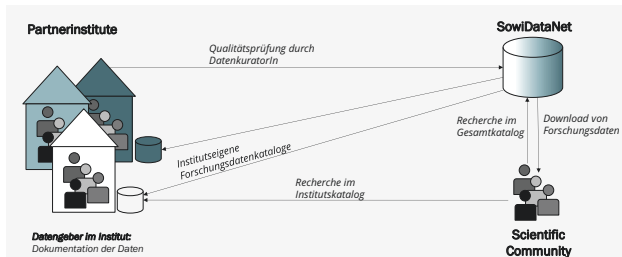 Partnerinstitute
SowiDataNet
Qualitätsprüfung durch
DatenkuratorIn
Recherche im
Gesamtkatalog
Download von
Forschungsdaten
Institutseigene
Forschungsdatenkataloge
Recherche im
Institutskatalog
Datengeber im Institut:
Dokumentation der Daten
Scientific
Community